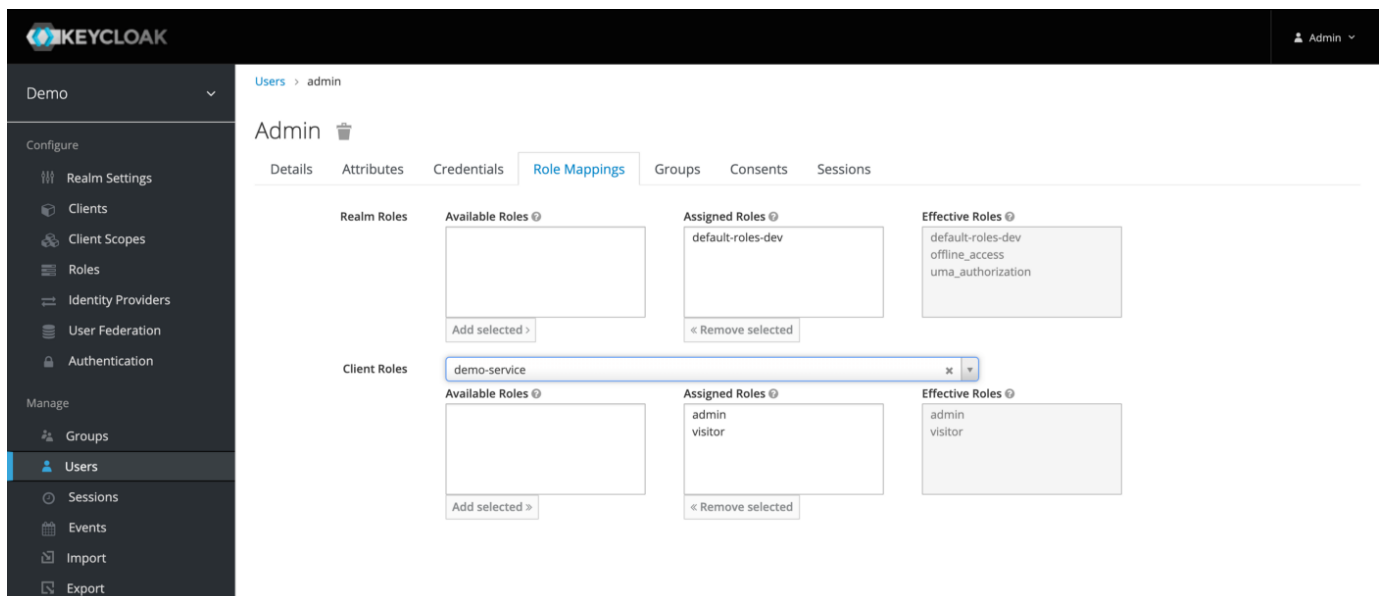 KEYCLOAK
Admin
Demo
Configure
Realm Settings
Clients
Client Scopes
Roles
Identity Providers
User Federation
Authentication
Manage
Groups
Users
Sessions
Events
Import
Export
Users > admin
Admin
Details Attributes Credentials Role Mappings Groups Consents Sessions
Realm Roles Available Roles Assigned Roles Effective Roles
default-roles-dev default-roles-dev
offline_access
uma_authorization
Add selected › « Remove selected
Client Roles demo-service
Available Roles Assigned Roles Effective Roles
admin admin
visitor visitor
Add selected » « Remove selected